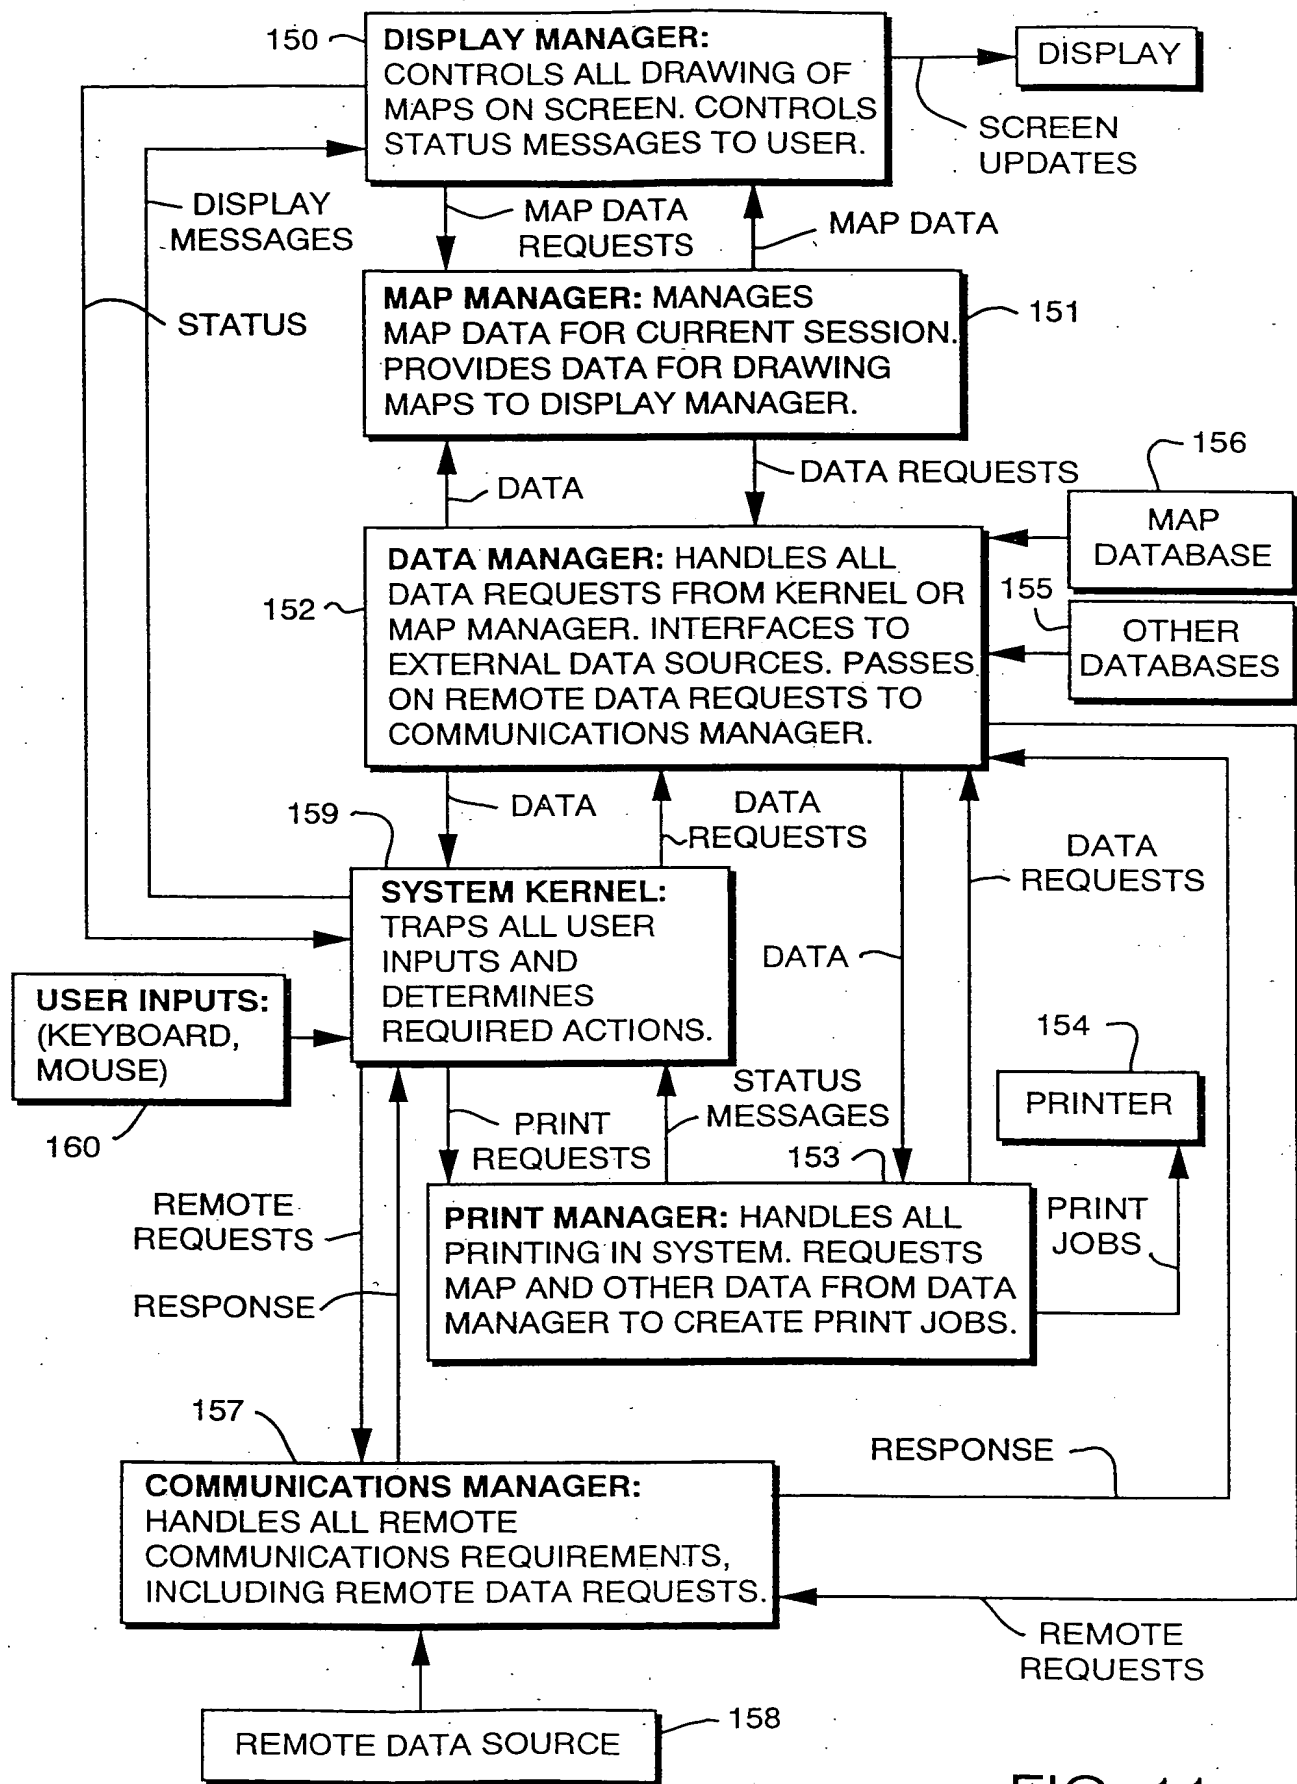 150
DISPLAY MANAGER:
CONTROLS ALL DRAWING OF
MAPS ON SCREEN. CONTROLS
STATUS MESSAGES TO USER.
DISPLAY
SCREEN
UPDATES
DISPLAY
MESSAGES
MAP DATA
REQUESTS
MAP DATA
STATUS
MAP MANAGER: MANAGES
MAP DATA FOR CURRENT SESSION.
PROVIDES DATA FOR DRAWING
MAPS TO DISPLAY MANAGER.
151
DATA
DATA REQUESTS
156
MAP
DATABASE
152
DATA MANAGER: HANDLES ALL
DATA REQUESTS FROM KERNEL OR
MAP MANAGER. INTERFACES TO
EXTERNAL DATA SOURCES. PASSES
ON REMOTE DATA REQUESTS TO
COMMUNICATIONS MANAGER.
155
OTHER
DATABASES
159
DATA
DATA
REQUESTS
DATA
REQUESTS
SYSTEM KERNEL:
TRAPS ALL USER
INPUTS AND
DETERMINES
REQUIRED ACTIONS.
DATA
USER INPUTS:
(KEYBOARD,
MOUSE)
160
154
PRINTER
PRINT
REQUESTS
STATUS
MESSAGES
153
REMOTE
REQUESTS
RESPONSE
PRINT MANAGER: HANDLES ALL
PRINTING IN SYSTEM. REQUESTS
MAP AND OTHER DATA FROM DATA
MANAGER TO CREATE PRINT JOBS.
PRINT
JOBS
157
RESPONSE
COMMUNICATIONS MANAGER:
HANDLES ALL REMOTE
COMMUNICATIONS REQUIREMENTS,
INCLUDING REMOTE DATA REQUESTS.
REMOTE
REQUESTS
REMOTE DATA SOURCE
158